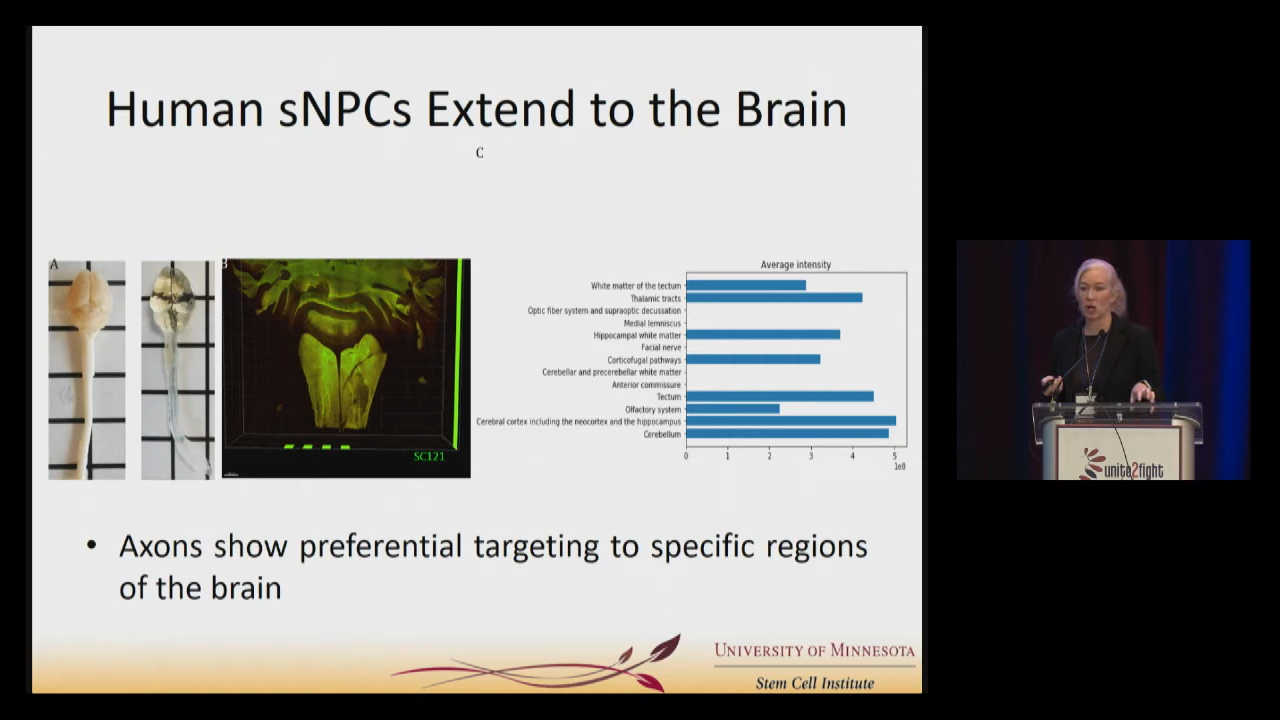 Human sNPCs Extend to the Brain
C
A
B
SC121
Average intensity
White matter of the tectum
Thalamic tracts
Optic fiber system and supraoptic decussation
Medial lemniscus
Hippocampal white matter
Facial nerve
Corticofugal pathways
Cerebellar and precerebellar white matter
Anterior commissure
Tectum
Olfactory system
Cerebral cortex including the neocortex and the hippocampus
Cerebellum
0 1 2 3 4 5
1e8
• Axons show preferential targeting to specific regions
of the brain
UNIVERSITY OF MINNESOTA
Stem Cell Institute
unite2fight